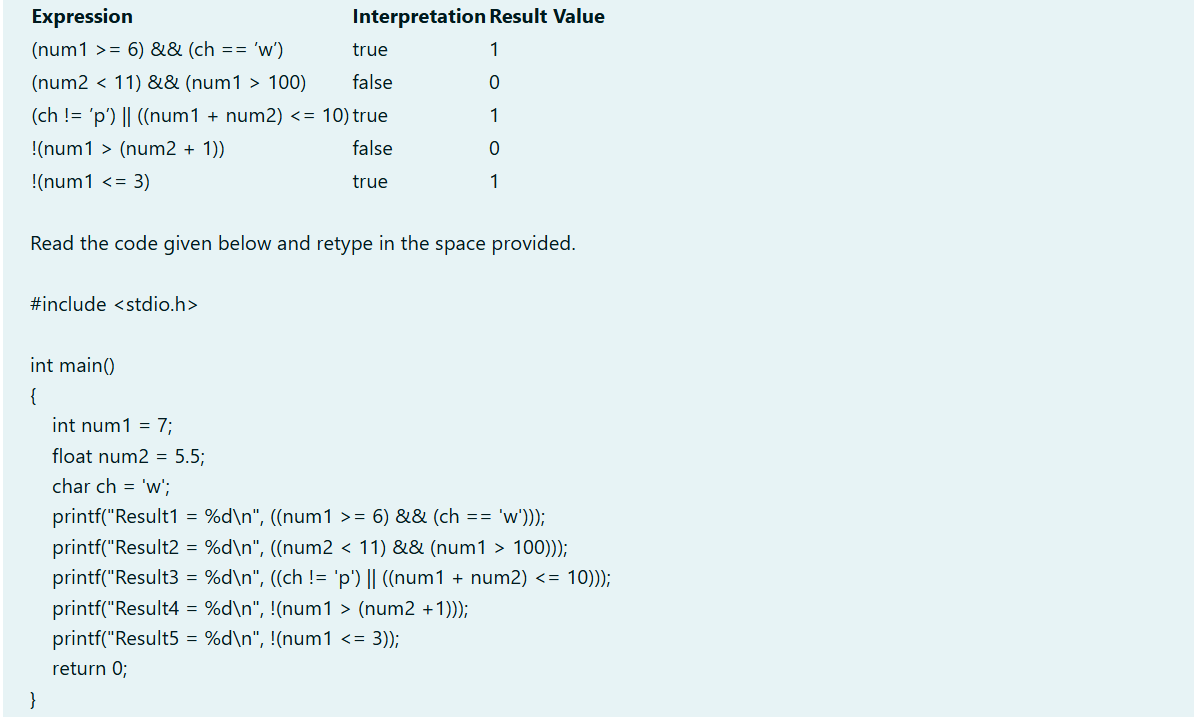 Expression Interpretation Result Value
(num1 >= 6) && (ch == ‘w’) true 1
(num2 < 11) && (num1 > 100) false 0
(ch != ‘p’) || ((num1 + num2) <= 10) true 1
!(num1 > (num2 + 1)) false 0
!(num1 <= 3) true 1
Read the code given below and retype in the space provided.
#include <stdio.h>
int main()
{
int num1 = 7;
float num2 = 5.5;
char ch = 'w';
printf("Result1 = %d\n", ((num1 >= 6) && (ch == 'w')));
printf("Result2 = %d\n", ((num2 < 11) && (num1 > 100)));
printf("Result3 = %d\n", ((ch != 'p') || ((num1 + num2) <= 10)));
printf("Result4 = %d\n", !(num1 > (num2 +1)));
printf("Result5 = %d\n", !(num1 <= 3));
return 0;
}